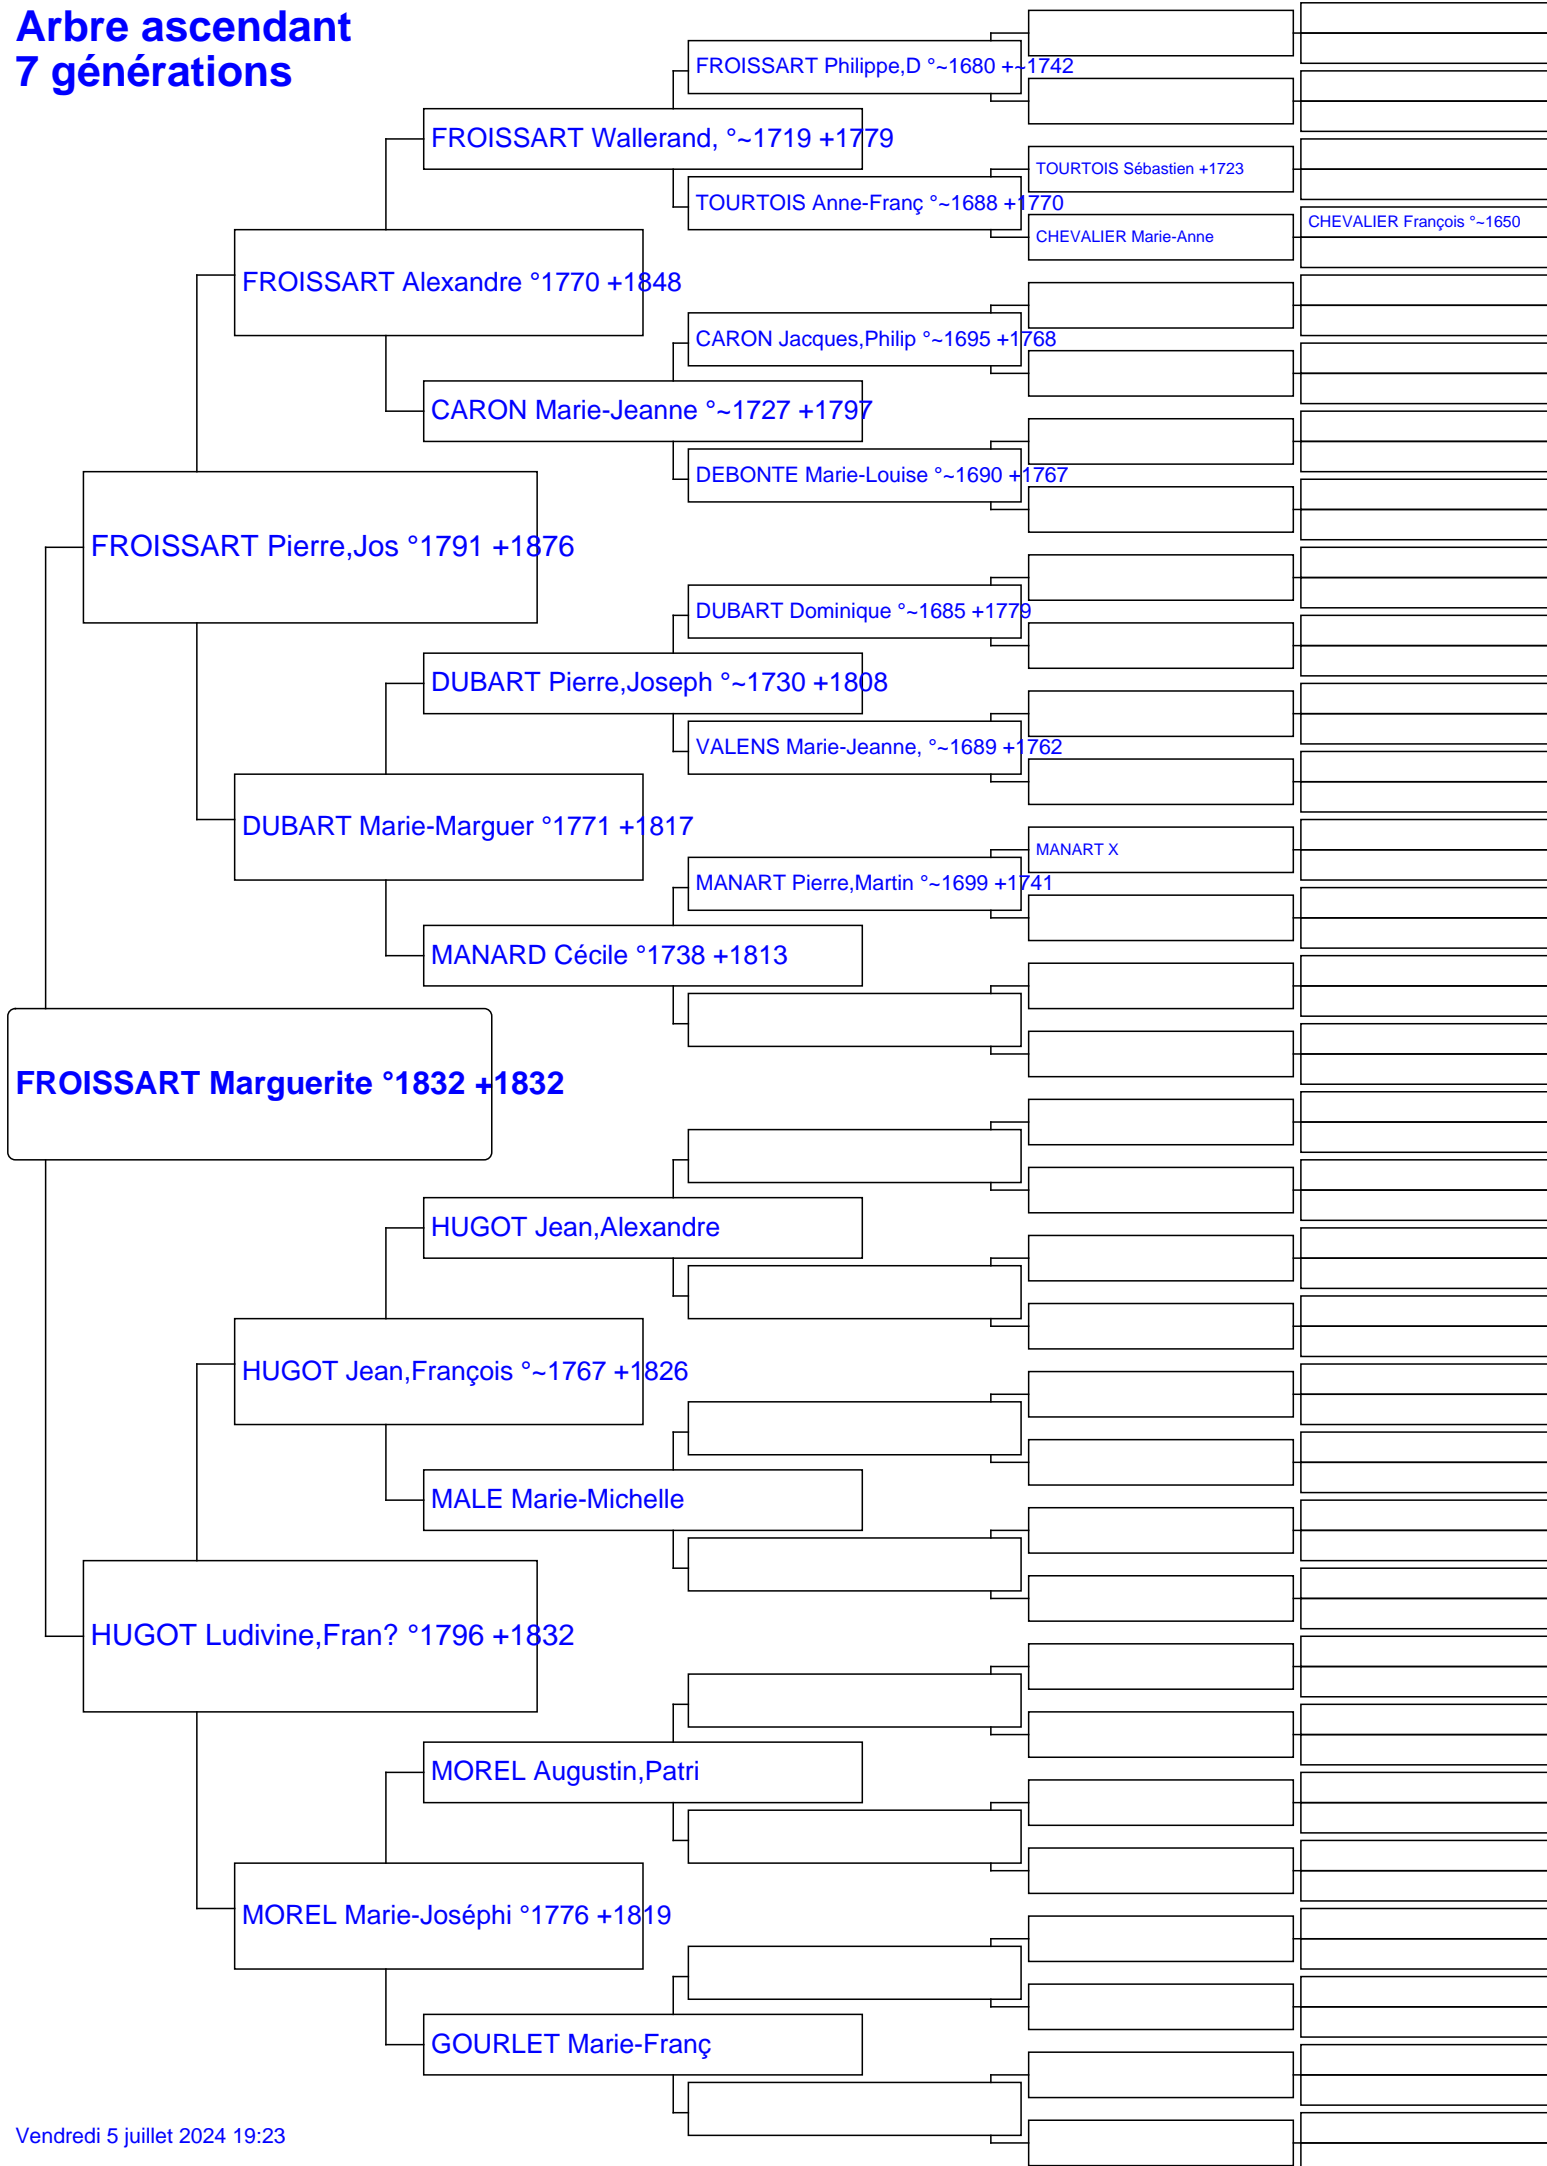 Arbre ascendant
7 générations
FROISSART Philippe,D °~1680 +~1742
FROISSART Wallerand, °~1719 +1779
TOURTOIS Sébastien +1723
TOURTOIS Anne-Franç °~1688 +1770
CHEVALIER François °~1650
CHEVALIER Marie-Anne
FROISSART Alexandre °1770 +1848
CARON Jacques,Philip °~1695 +1768
CARON Marie-Jeanne °~1727 +1797
DEBONTE Marie-Louise °~1690 +1767
FROISSART Pierre,Jos °1791 +1876
DUBART Dominique °~1685 +1779
DUBART Pierre,Joseph °~1730 +1808
VALENS Marie-Jeanne, °~1689 +1762
DUBART Marie-Marguer °1771 +1817
MANART X
MANART Pierre,Martin °~1699 +1741
MANARD Cécile °1738 +1813
FROISSART Marguerite °1832 +1832
HUGOT Jean,Alexandre
HUGOT Jean,François °~1767 +1826
MALE Marie-Michelle
HUGOT Ludivine,Fran? °1796 +1832
MOREL Augustin,Patri
MOREL Marie-Joséphi °1776 +1819
GOURLET Marie-Franç
Vendredi 5 juillet 2024 19:23